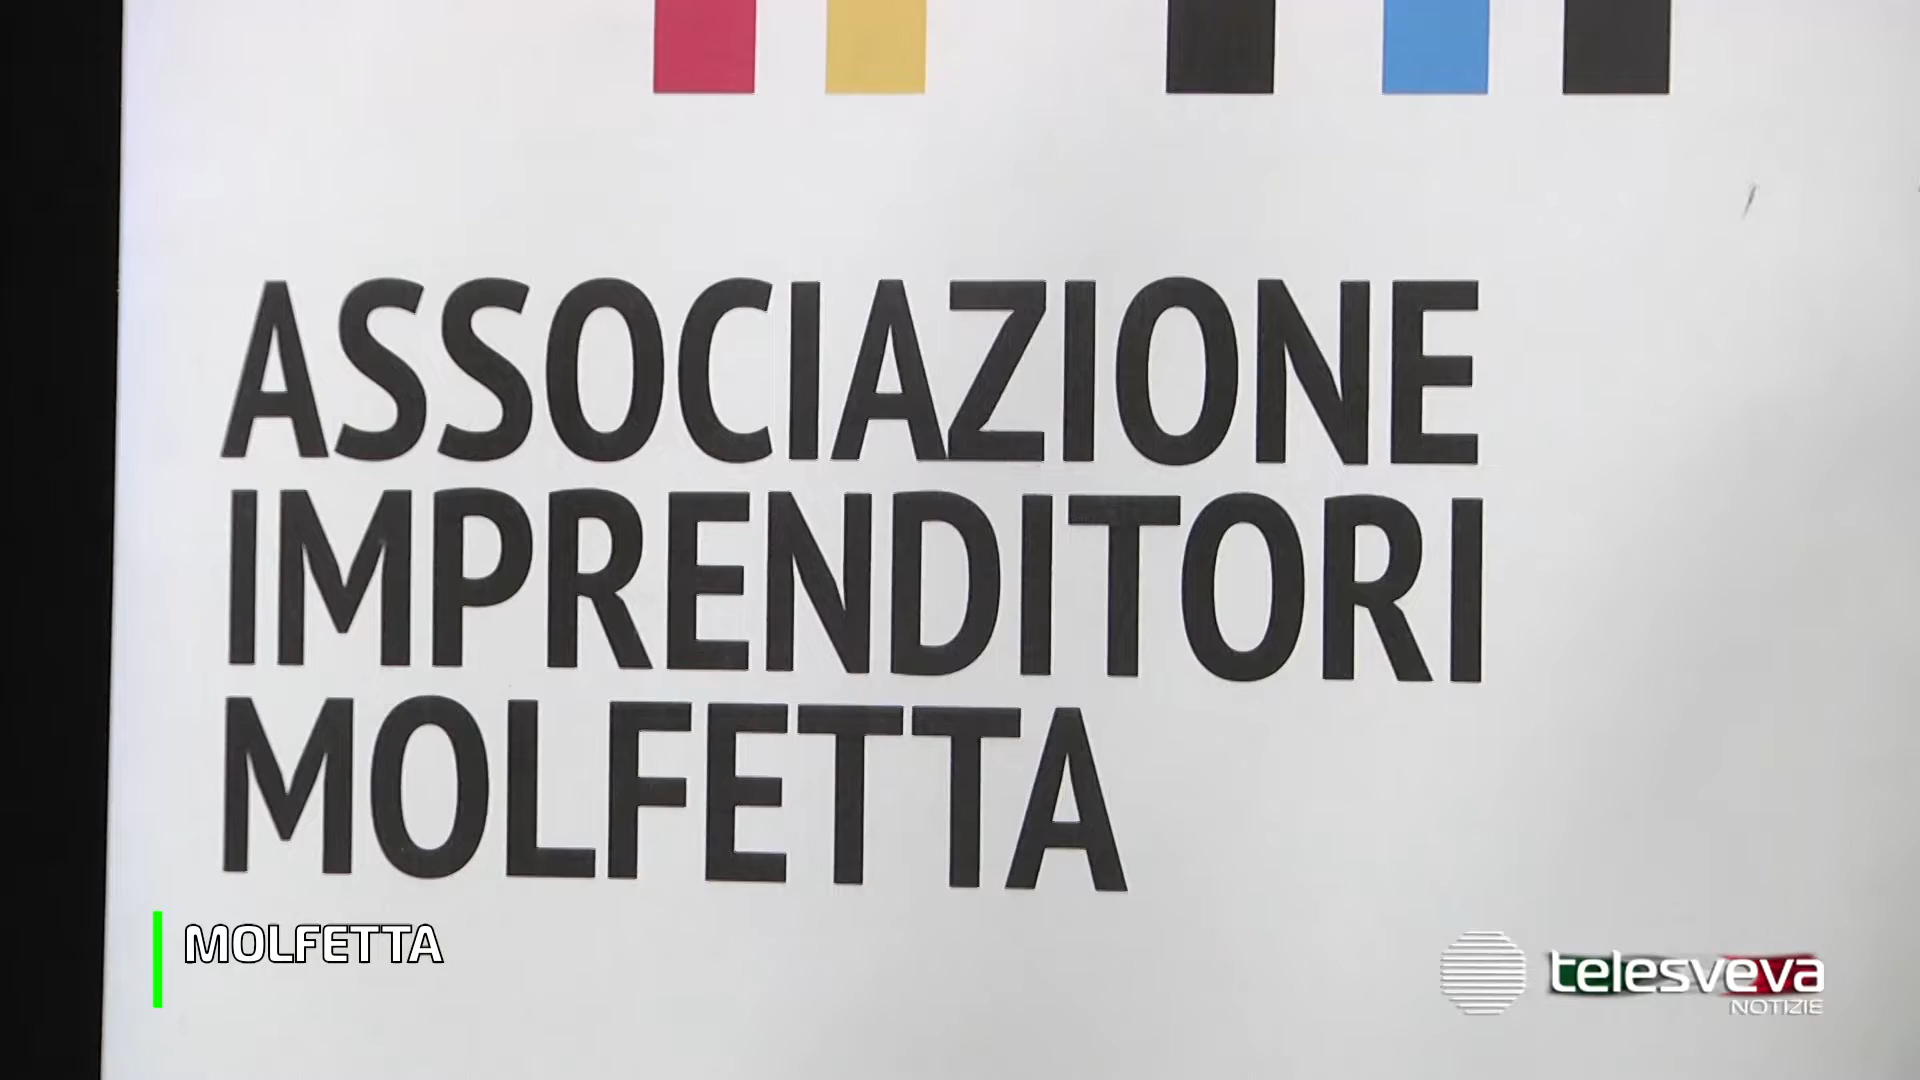 ASSOCIAZIONE
IMPRENDITORI
MOLFETTA
MOLFETTA
telesveva
NOTIZIE